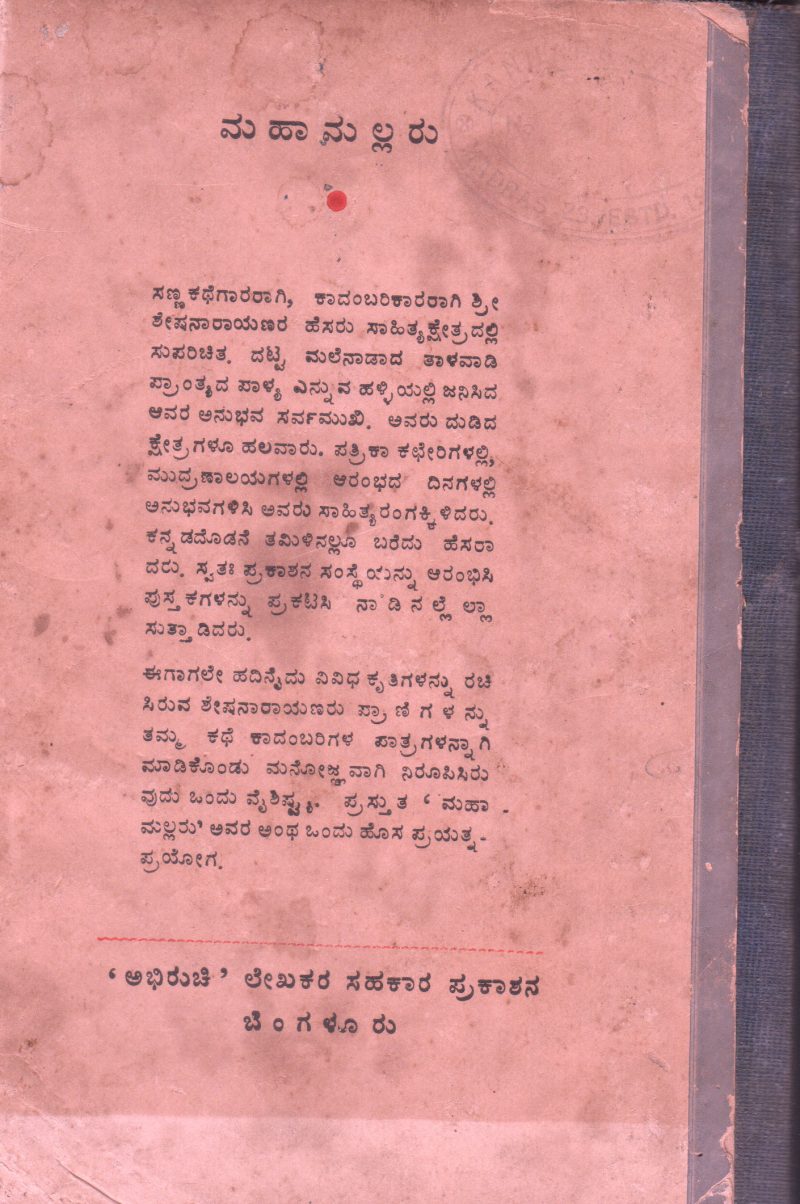 ಮಹಾಮಲ್ಲರು
ಸಣ್ಣ ಕಥೆಗಾರರಾಗಿ, ಕಾದಂಬರಿಕಾರರಾಗಿ ಶ್ರೀ
ಶೇಷನಾರಾಯಣರ ಹೆಸರು ಸಾಹಿತ್ಯಕ್ಷೇತ್ರದಲ್ಲಿ
ಸುಪರಿಚಿತ. ದಟ್ಟ ಮಲೆನಾಡಾದ ತಾಳವಾಡಿ
ಪ್ರಾಂತ್ಯದ ಪಾಳ್ಯ ಎನ್ನುವ ಹಳ್ಳಿಯಲ್ಲಿ ಜನಿಸಿದ
ಆವರ ಅನುಭವ ಸರ್ವಮುಖಿ. ಅವರು ದುಡಿದ
ಕ್ಷೇತ್ರಗಳೂ ಹಲವಾರು. ಪತ್ರಿಕಾ ಕಛೇರಿಗಳಲ್ಲಿ,
ಮುದ್ರಣಾಲಯಗಳಲ್ಲಿ ಆರಂಭದ ದಿನಗಳಲ್ಲಿ
ಅನುಭವಗಳಿಸಿ ಅವರು ಸಾಹಿತ್ಯರಂಗಕ್ಕಿಳಿದರು.
ಕನ್ನಡದೊಡನೆ ತಮಿಳಿನಲ್ಲೂ ಬರೆದು ಹೆಸರಾ
ದರು. ಸ್ವತಃ ಪ್ರಕಾಶನ ಸಂಸ್ಥೆಯನ್ನು ಆರಂಭಿಸಿ
ಪುಸ್ತಕಗಳನ್ನು ಪ್ರಕಟಿಸಿ ನಾಡಿನಲ್ಲೆಲ್ಲಾ
ಸುತ್ತಾಡಿದರು.
ಈಗಾಗಲೇ ಹದಿನೈದು ವಿವಿಧ ಕೃತಿಗಳನ್ನು ರಚಿ
ಸಿರುವ ಶೇಷನಾರಾಯಣರು ಪ್ರಾಣಿಗಳನ್ನು
ತಮ್ಮ ಕಥೆ ಕಾದಂಬರಿಗಳ ಪಾತ್ರಗಳನ್ನಾಗಿ
ಮಾಡಿಕೊಂಡು ಮನೋಜ್ಞವಾಗಿ ನಿರೂಪಿಸಿರು
ವುದು ಒಂದು ವೈಶಿಷ್ಟ್ಯ. ಪ್ರಸ್ತುತ ‘ಮಹಾ-
ಮಲ್ಲರು’ ಅವರ ಅಂಥ ಒಂದು ಹೊಸ ಪ್ರಯತ್ನ-
ಪ್ರಯೋಗ.
‘ಅಭಿರುಚಿ’ ಲೇಖಕರ ಸಹಕಾರ ಪ್ರಕಾಶನ
ಬೆಂಗಳೂರು